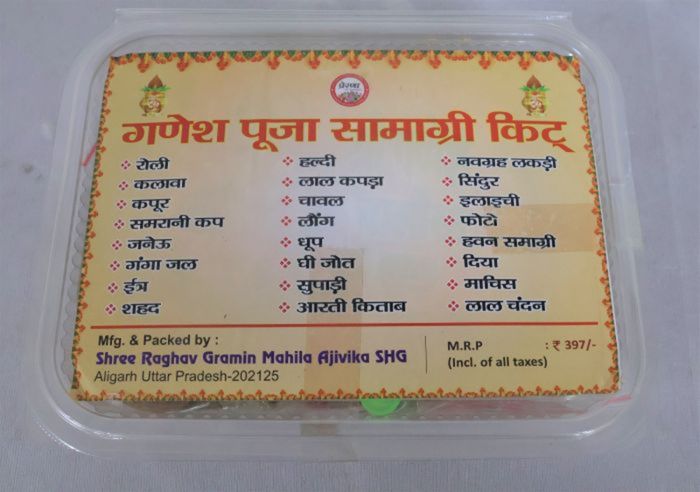 प्रेरणा
गणेश पूजा सामाग्री किट्
रोली
कलावा
कपूर
समरानी कप
जनेऊ
गंगा जल
ईत्र
शहद
हल्दी
लाल कपड़ा
चावल
लौंग
धूप
घी जोत
सुपाड़ी
आरती किताब
नवग्रह लकड़ी
सिंदुर
इलाइची
फोटो
हवन समाग्री
दिया
माचिस
लाल चंदन
Mfg. & Packed by :
Shree Raghav Gramin Mahila Ajivika SHG
Aligarh Uttar Pradesh-202125
M.R.P : ₹ 397/-
(Incl. of all taxes)